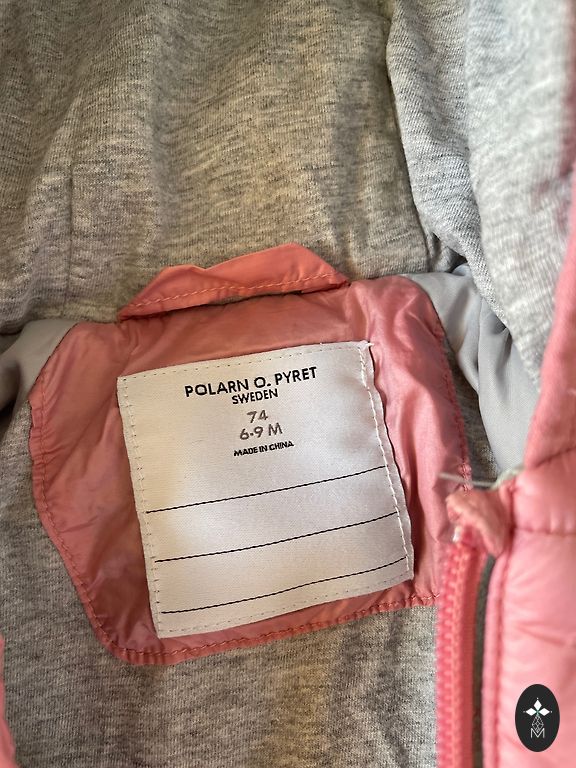 POLARN O. PYRET
SWEDEN
74
6-9 M
MADE IN CHINA
M